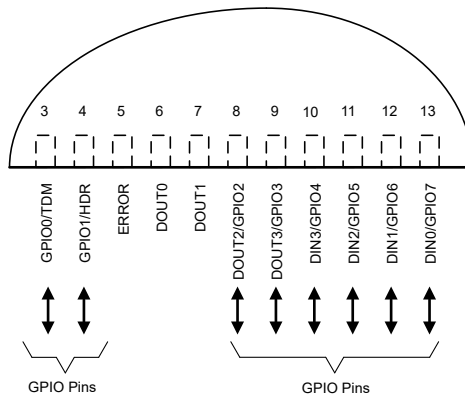 3 4 5 6 7 8 9 10 11 12 13
GPIO0/TDM
GPIO1/HDR
ERROR
DOUT0
DOUT1
DOUT2/GPIO2
DOUT3/GPIO3
DIN3/GPIO4
DIN2/GPIO5
DIN1/GPIO6
DIN0/GPIO7
GPIO Pins
GPIO Pins